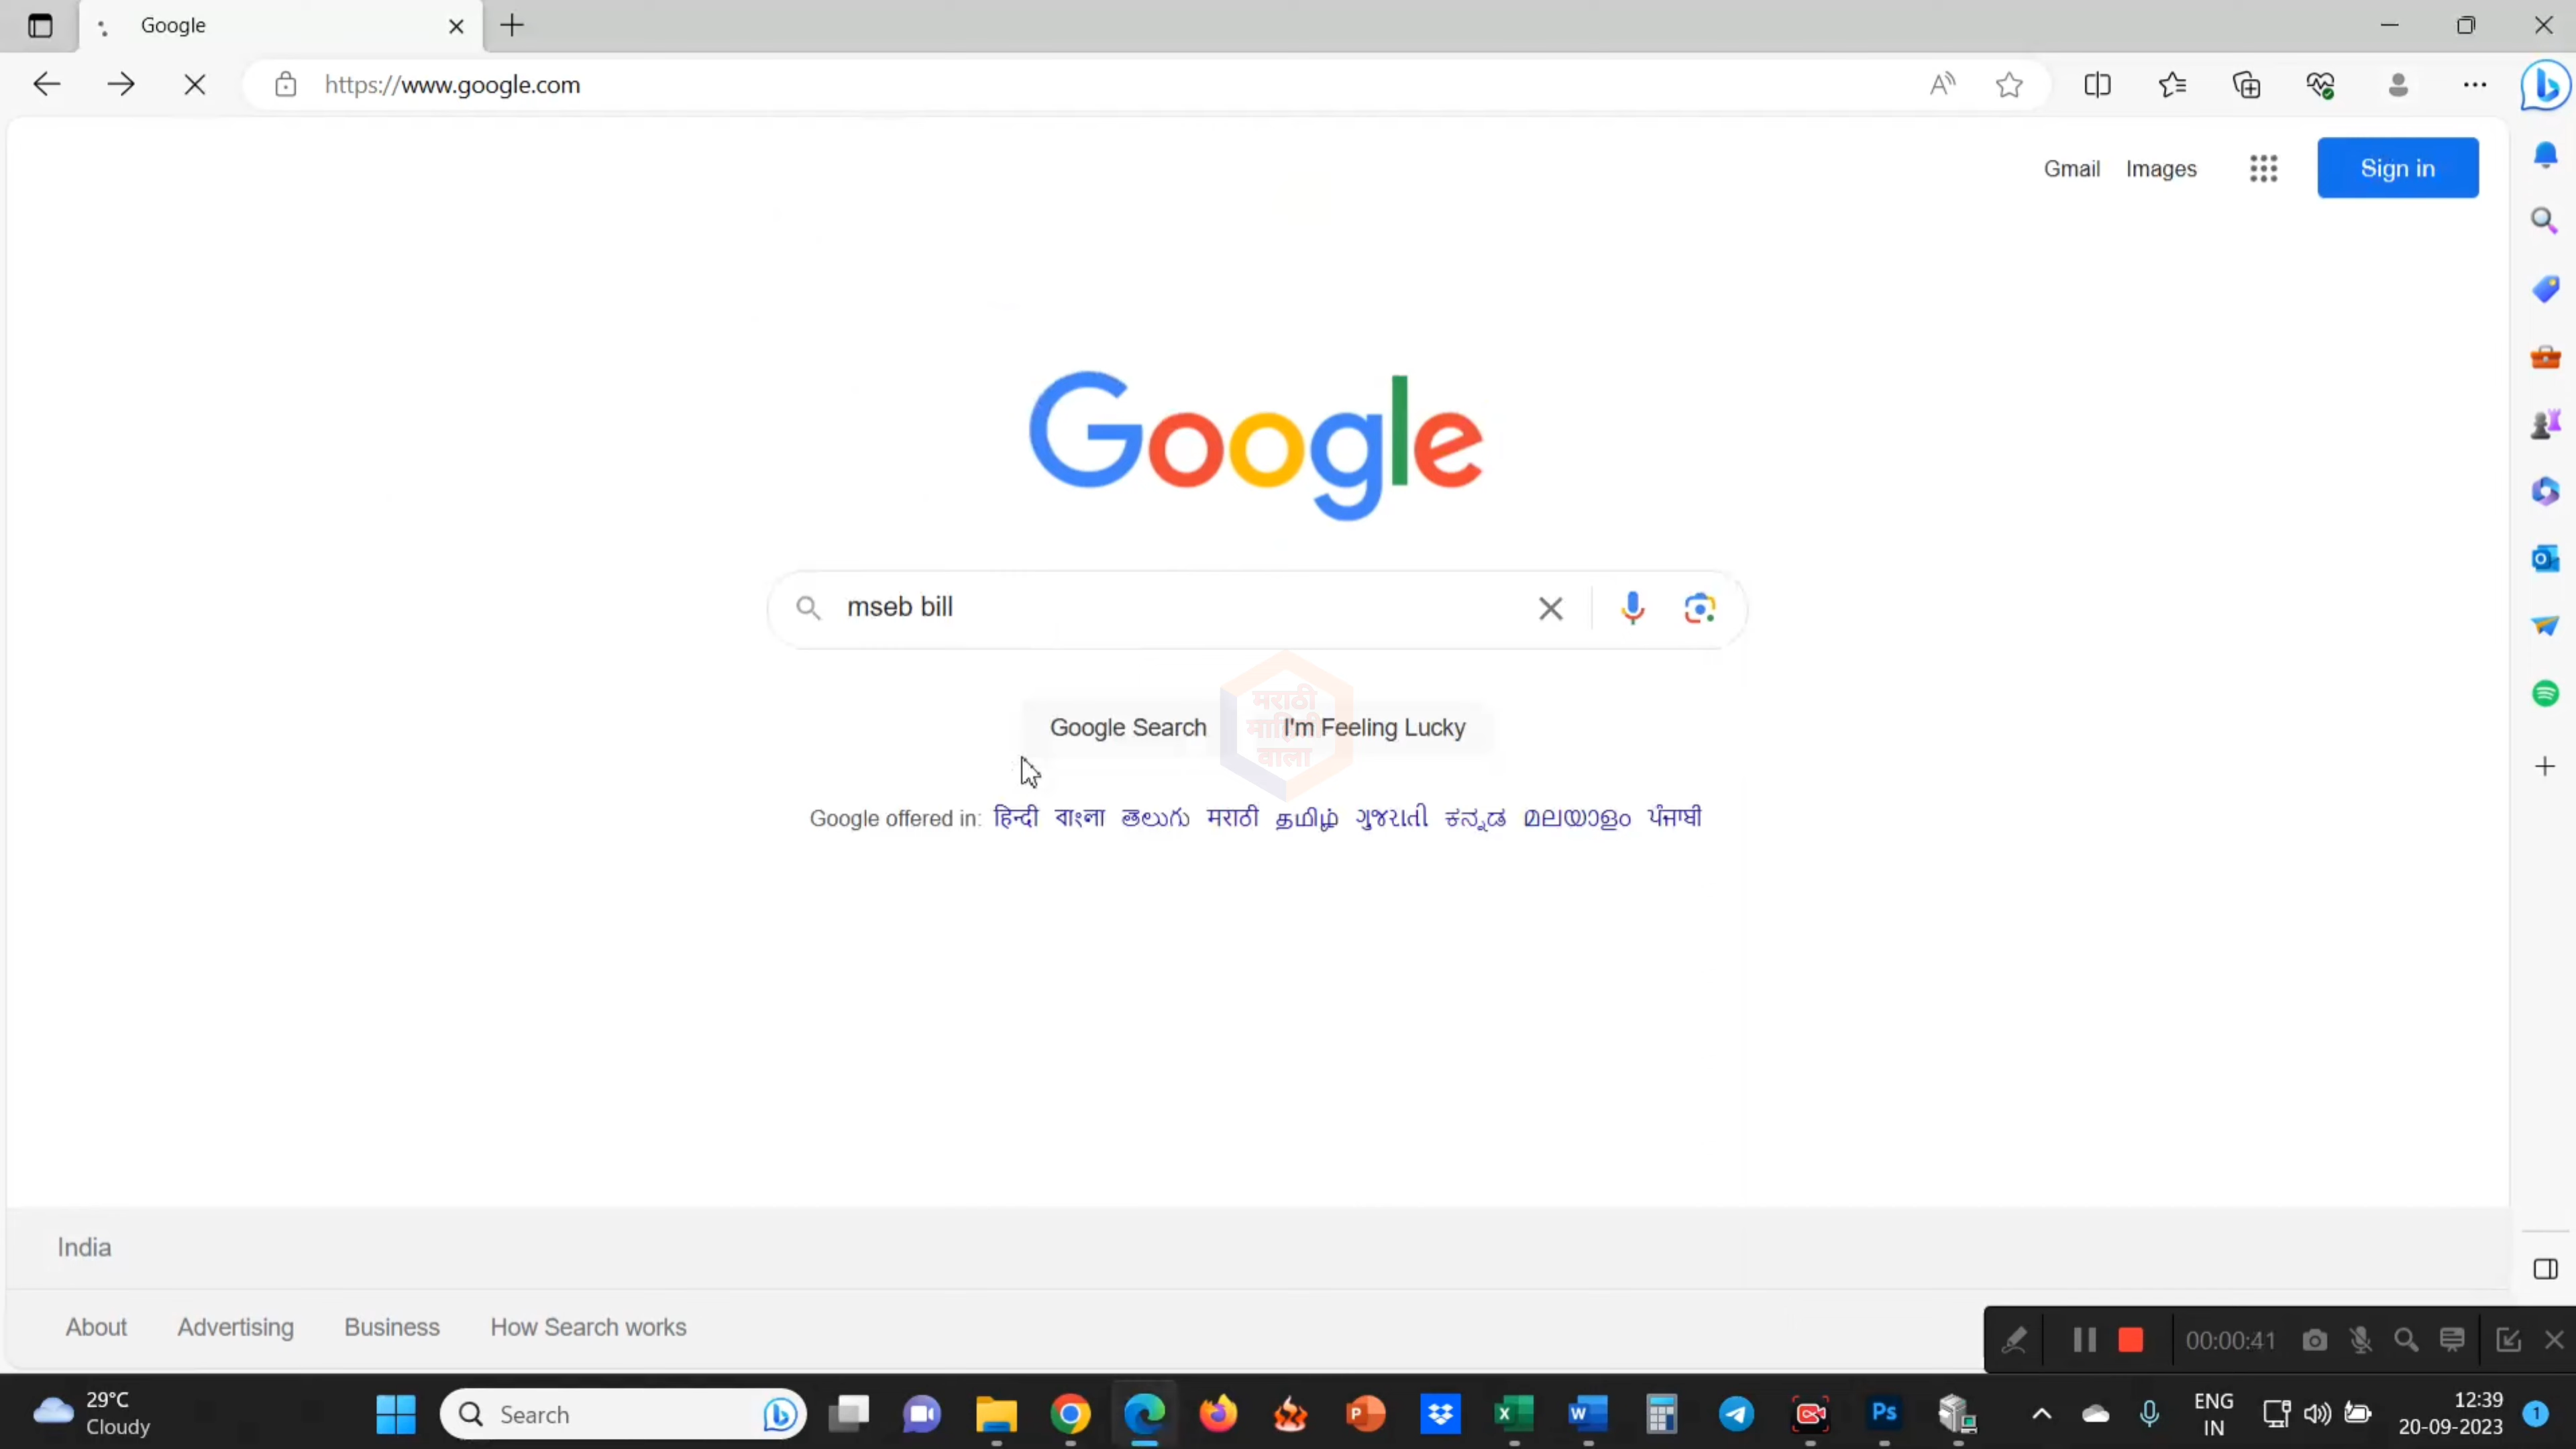 Google
https://www.google.com
Gmail Images Sign in
Google
mseb bill
Google Search I'm Feeling Lucky
मराठी
माहिती
वाला
Google offered in: हिन्दी বাংলা తెలుగు मराठी தமிழ் ગુજરાતી ಕನ್ನಡ മലയാളം ਪੰਜਾਬੀ
India
About Advertising Business How Search works
00:00:41
29°C
Cloudy
Search
ENG
IN
12:39
20-09-2023
1